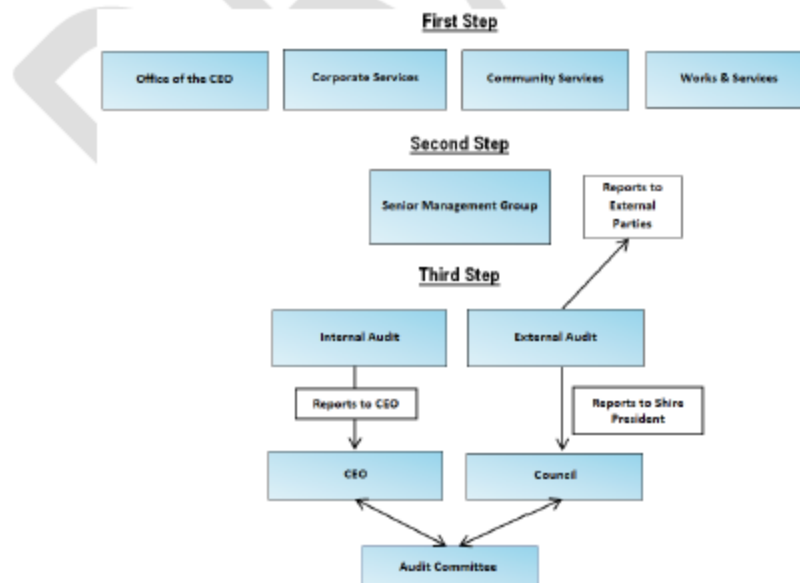 First Step
Office of the CEO
Corporate Services
Community Services
Works & Services
Second Step
Senior Management Group
Reports to
External
Parties
Third Step
Internal Audit
External Audit
Reports to CEO
Reports to Shire
President
CEO
Council
Audit Committee